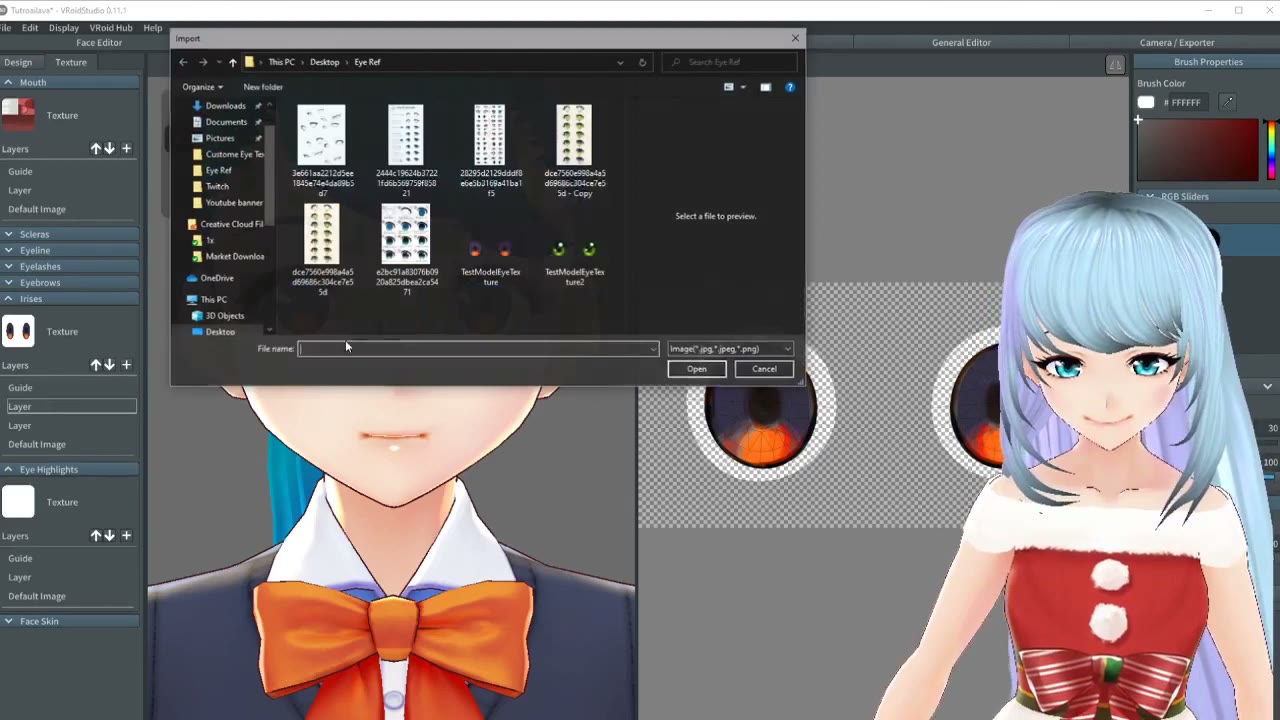 Tutroailava* - VRoidStudio 0.11.1
File Edit Display VRoid Hub Help
Face Editor
General Editor
Camera / Exporter
Design Texture
Mouth
Texture
Layers
Guide
Layer
Default Image
Scleras
Eyeline
Eyelashes
Eyebrows
Irises
Texture
Layers
Guide
Layer
Layer
Default Image
Eye Highlights
Texture
Layers
Guide
Layer
Default Image
Face Skin
Import
This PC > Desktop > Eye Ref
Search Eye Ref
Organize
New folder
Downloads
Documents
Pictures
Custome Eye Te
Eye Ref
Twitch
Youtube banner
Creative Cloud Fil
1x
Market Downloa
OneDrive
This PC
3D Objects
Desktop
3e661aa2212d5ee
1845e74e4da89b5
d7
2444c19624b3722
1fd6b569759f858
21
28295d2129dddf8
e6e5b3169a41ba1
f5
dce7560e998a4a5
d69686c304ce7e5
5d - Copy
dce7560e998a4a5
d69686c304ce7e5
5d
e2bc91a83076b09
20a825dbea2ca54
71
TestModelEyeTex
ture
TestModelEyeTex
ture2
Select a file to preview.
File name:
Image(*.jpg,*.jpeg,*.png)
Open
Cancel
Brush Properties
Brush Color
# FFFFFF
RGB Sliders
30
100